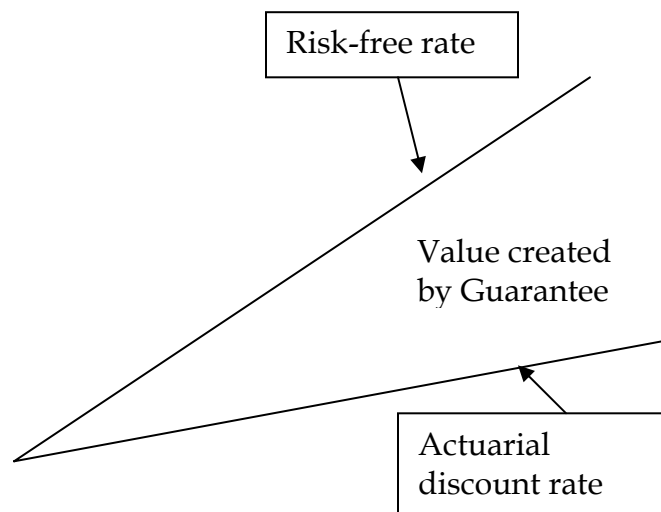 Risk-free rate
Value created
by Guarantee
Actuarial
discount rate